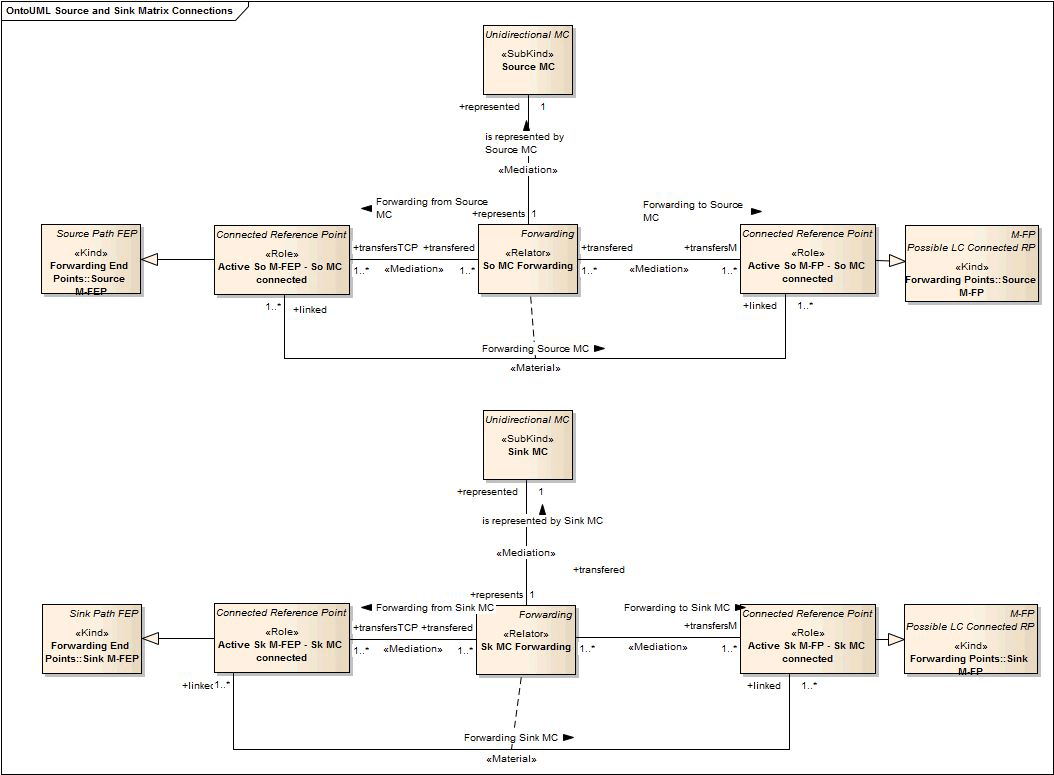 OntoUML Source and Sink Matrix Connections
Unidirectional MC
«SubKind»
Source MC
+represented 1
is represented by
Source MC
«Mediation»
Forwarding from Source
MC
+represents 1
Forwarding to Source
MC
Source Path FEP
«Kind»
Forwarding End
Points::Source
M-FEP
Connected Reference Point
«Role»
Active So M-FEP - So MC
connected
+transfersTCP +transfered
1..* «Mediation» 1..*
Forwarding
«Relator»
So MC Forwarding
+transfered +transfersM
1..* «Mediation» 1..*
Connected Reference Point
«Role»
Active So M-FP - So MC
connected
M-FP
Possible LC Connected RP
«Kind»
Forwarding Points::Source
M-FP
1..* +linked
+linked 1..*
Forwarding Source MC
«Material»
Unidirectional MC
«SubKind»
Sink MC
+represented 1
is represented by Sink MC
«Mediation»
+transfered
+represents 1
Forwarding from Sink MC
Forwarding to Sink MC
Sink Path FEP
«Kind»
Forwarding End
Points::Sink M-FEP
Connected Reference Point
«Role»
Active Sk M-FEP - Sk MC
connected
+transfersTCP +transfered
1..* «Mediation» 1..*
Forwarding
«Relator»
Sk MC Forwarding
+transfersM
1..* «Mediation» 1..*
Connected Reference Point
«Role»
Active Sk M-FP - Sk MC
connected
M-FP
Possible LC Connected RP
«Kind»
Forwarding Points::Sink
M-FP
+linked 1..*
+linked 1..*
Forwarding Sink MC
«Material»